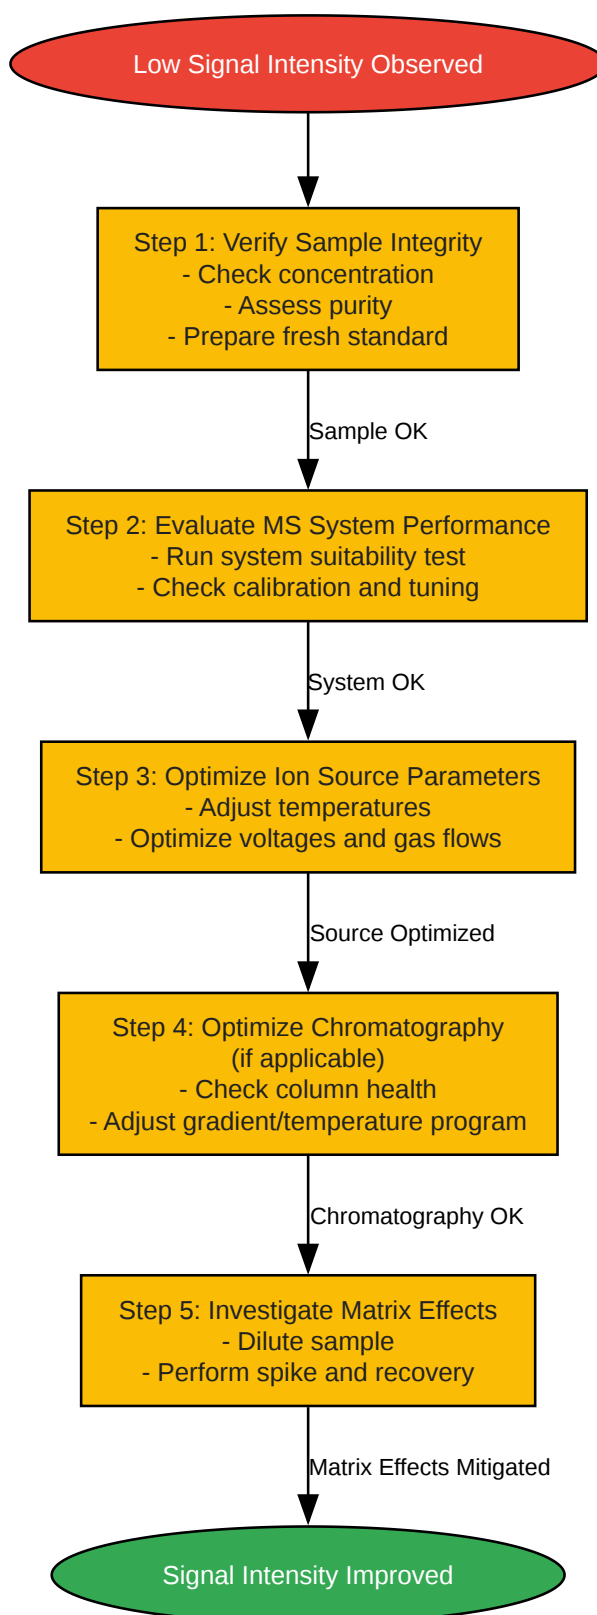 Low Signal Intensity Observed
Step 1: Verify Sample Integrity
- Check concentration
- Assess purity
- Prepare fresh standard
Sample OK
Step 2: Evaluate MS System Performance
- Run system suitability test
- Check calibration and tuning
System OK
Step 3: Optimize Ion Source Parameters
- Adjust temperatures
- Optimize voltages and gas flows
Source Optimized
Step 4: Optimize Chromatography
(if applicable)
- Check column health
- Adjust gradient/temperature program
Chromatography OK
Step 5: Investigate Matrix Effects
- Dilute sample
- Perform spike and recovery
Matrix Effects Mitigated
Signal Intensity Improved